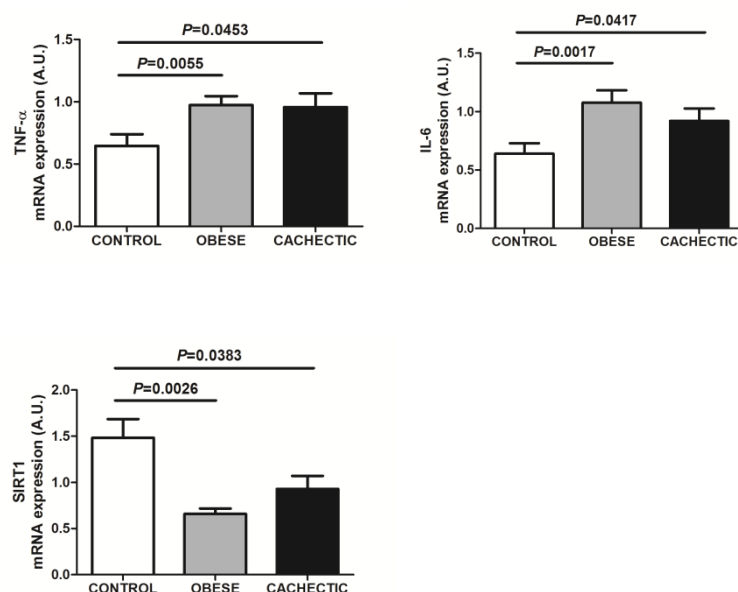 P=0.0453
P=0.0055
TNF-α
mRNA expression (A.U.)
1.5
1.0
0.5
0.0
CONTROL OBESE CACHECTIC
P=0.0417
P=0.0017
IL-6
mRNA expression (A.U.)
1.5
1.0
0.5
0.0
CONTROL OBESE CACHECTIC
P=0.0383
P=0.0026
SIRT1
mRNA expression (A.U.)
2.0
1.5
1.0
0.5
0.0
CONTROL OBESE CACHECTIC